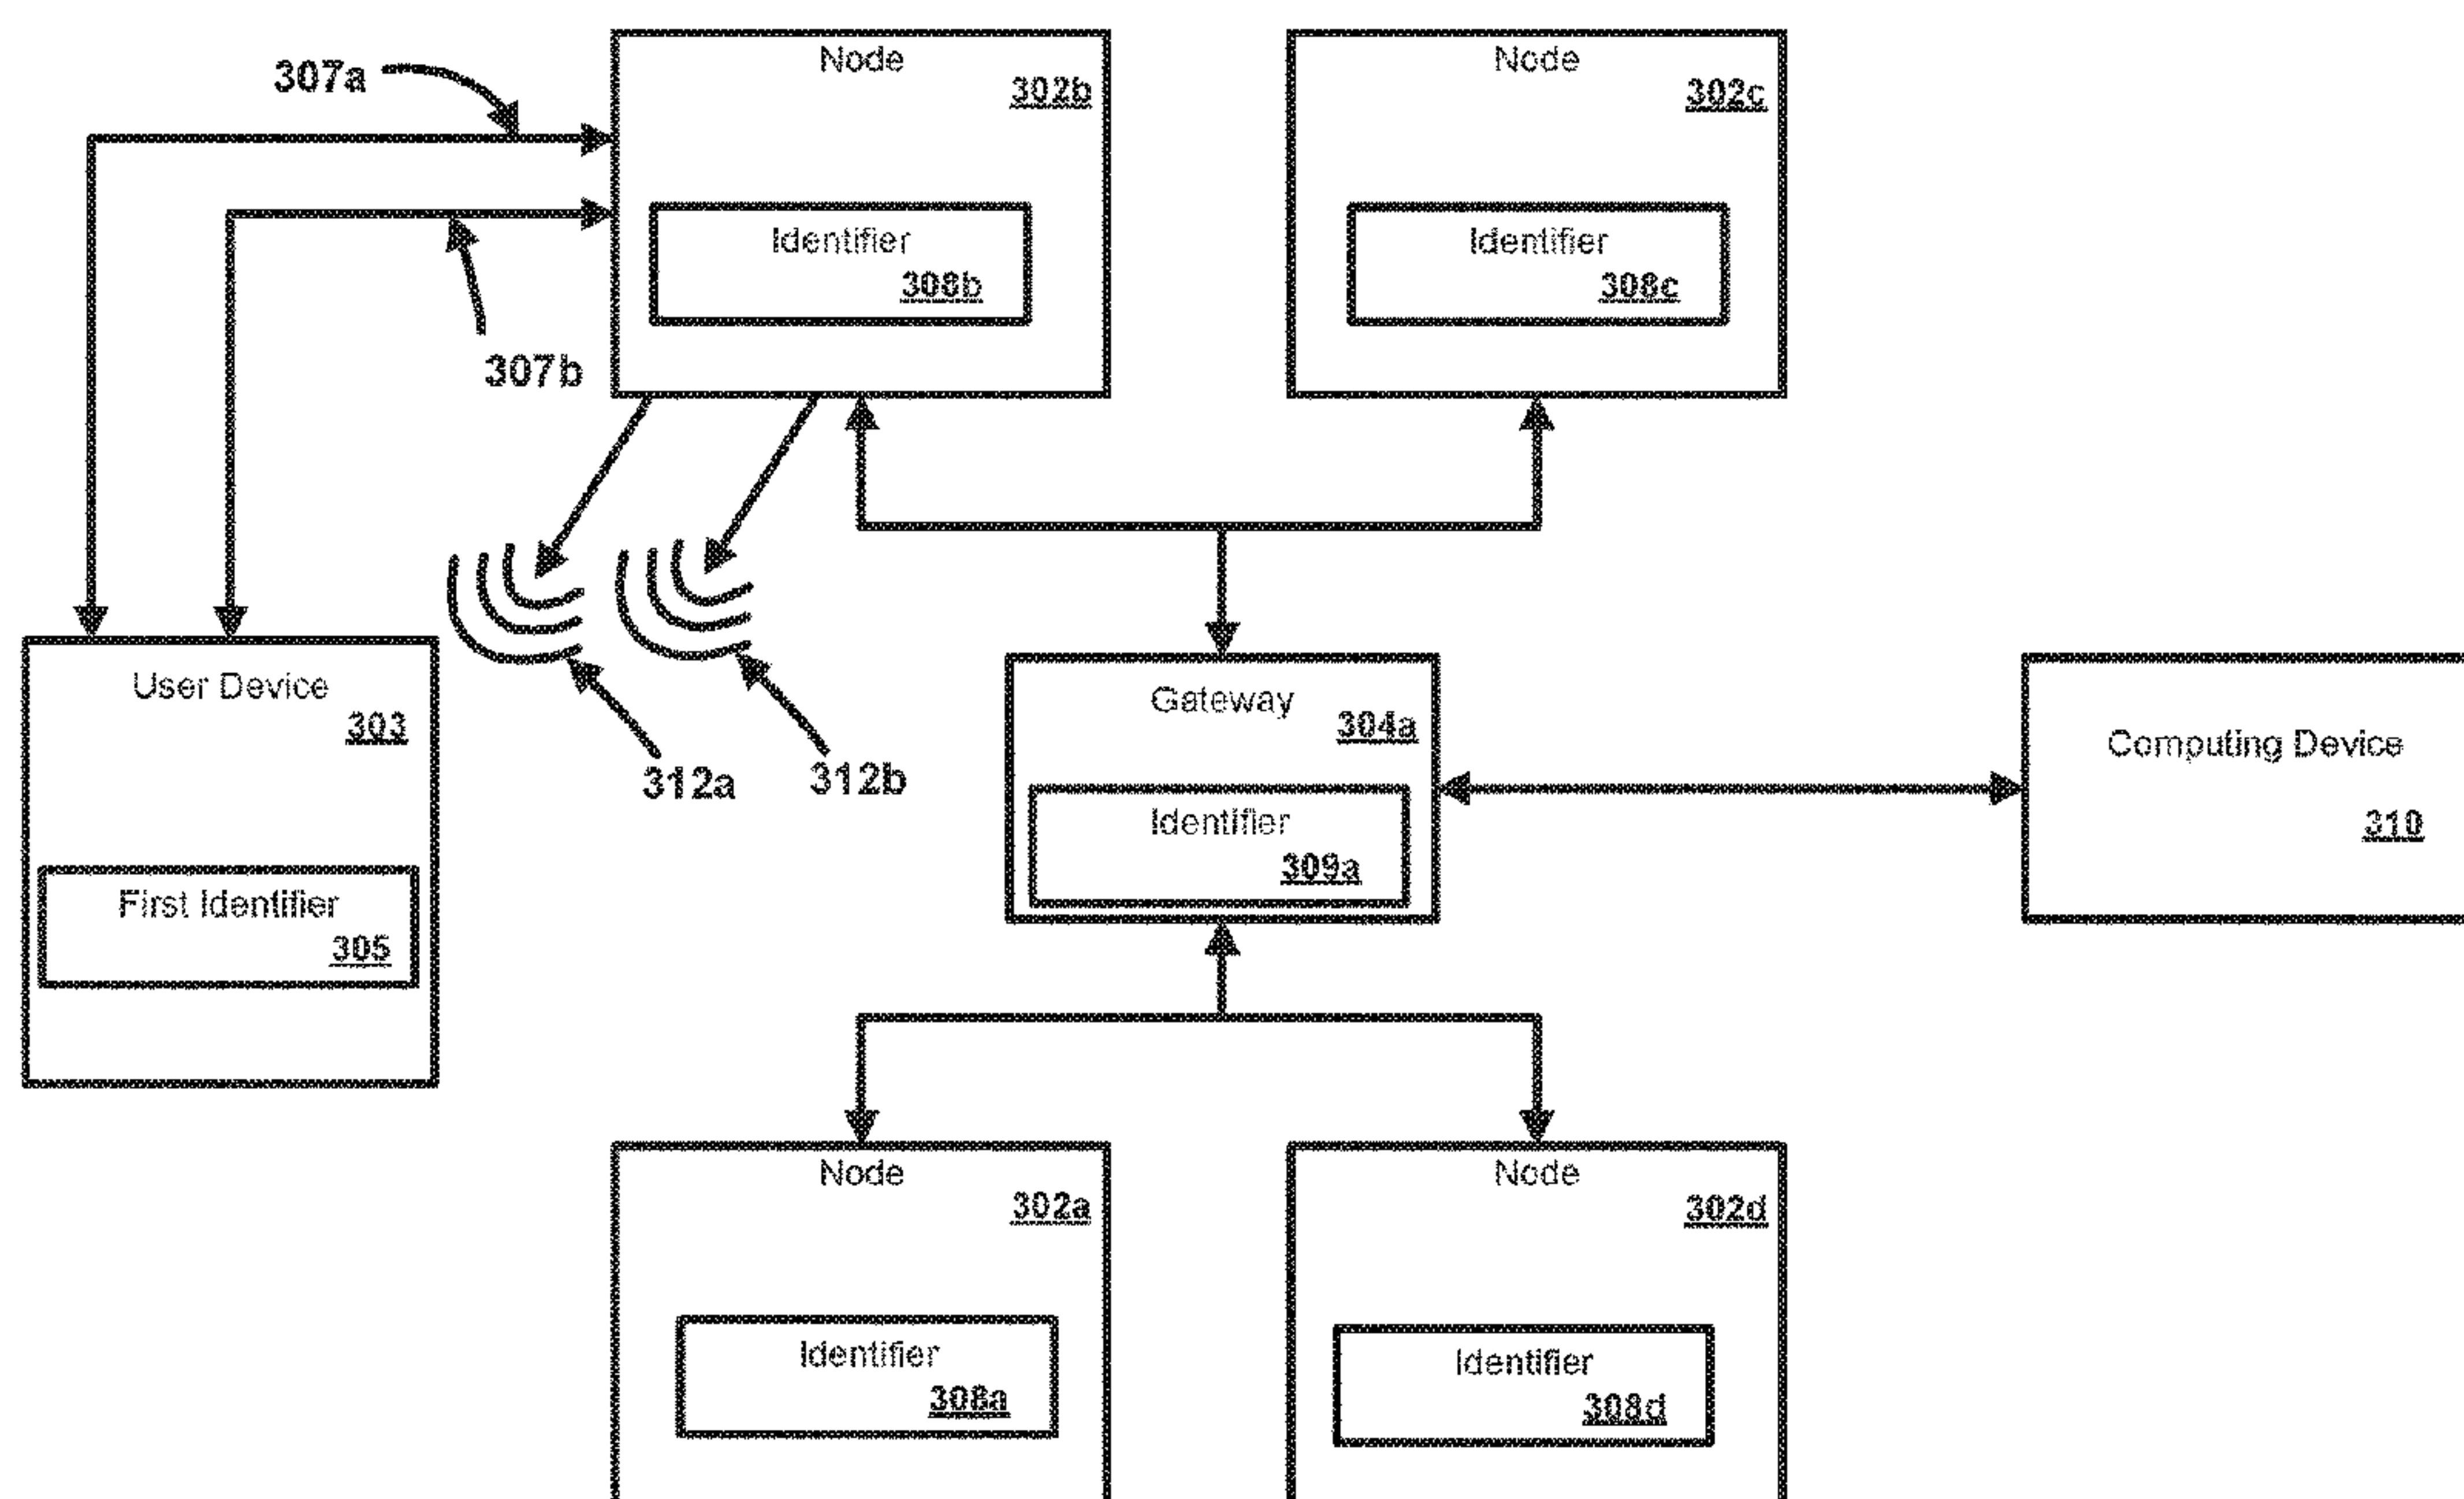 307a
Node
302b
Identifier
308b
307b
Node
302c
Identifier
308c
User Device
303
First Identifier
305
312a
312b
Gateway
304a
Identifier
309a
Computing Device
310
Node
302a
Identifier
308a
Node
302d
Identifier
308d